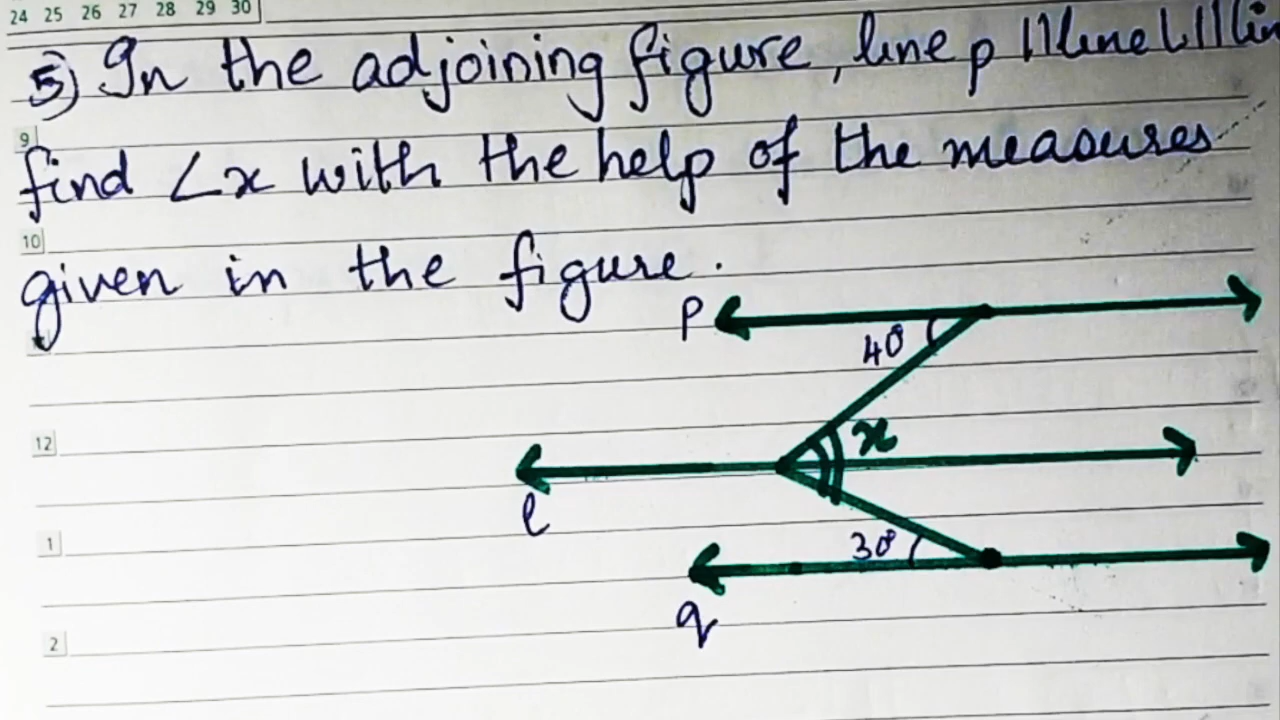 24 25 26 27 28 29 30
5) In the adjoining figure, line p || line l || lin
9
find ∠x with the help of the measures
10
given in the figure.
p
40°
12
x
l
1
30°
q
2